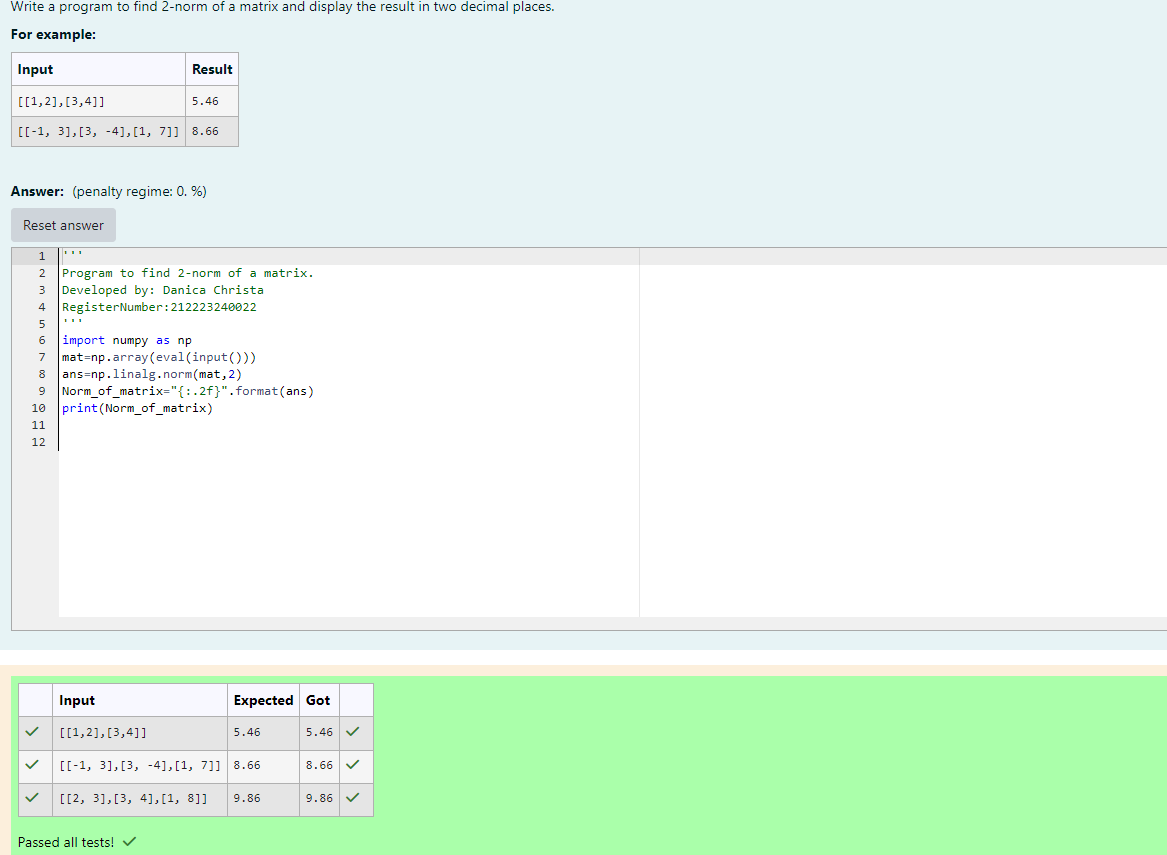 Write a program to find 2-norm of a matrix and display the result in two decimal places.
For example:
Input Result
[[1,2],[3,4]] 5.46
[[-1, 3],[3, -4],[1, 7]] 8.66
Answer: (penalty regime: 0. %)
Reset answer
1 '''
2 Program to find 2-norm of a matrix.
3 Developed by: Danica Christa
4 RegisterNumber:212223240022
5 '''
6 import numpy as np
7 mat=np.array(eval(input()))
8 ans=np.linalg.norm(mat,2)
9 Norm_of_matrix="{:.2f}".format(ans)
10 print(Norm_of_matrix)
11
12
Input Expected Got
[[1,2],[3,4]] 5.46 5.46
[[-1, 3],[3, -4],[1, 7]] 8.66 8.66
[[2, 3],[3, 4],[1, 8]] 9.86 9.86
Passed all tests!